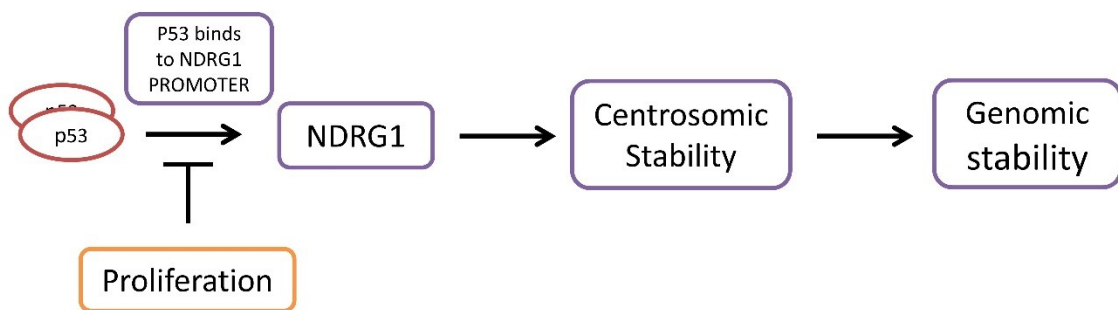 P53 binds
to NDRG1
PROMOTER
p53
NDRG1
Centrosomic
Stability
Genomic
stability
Proliferation